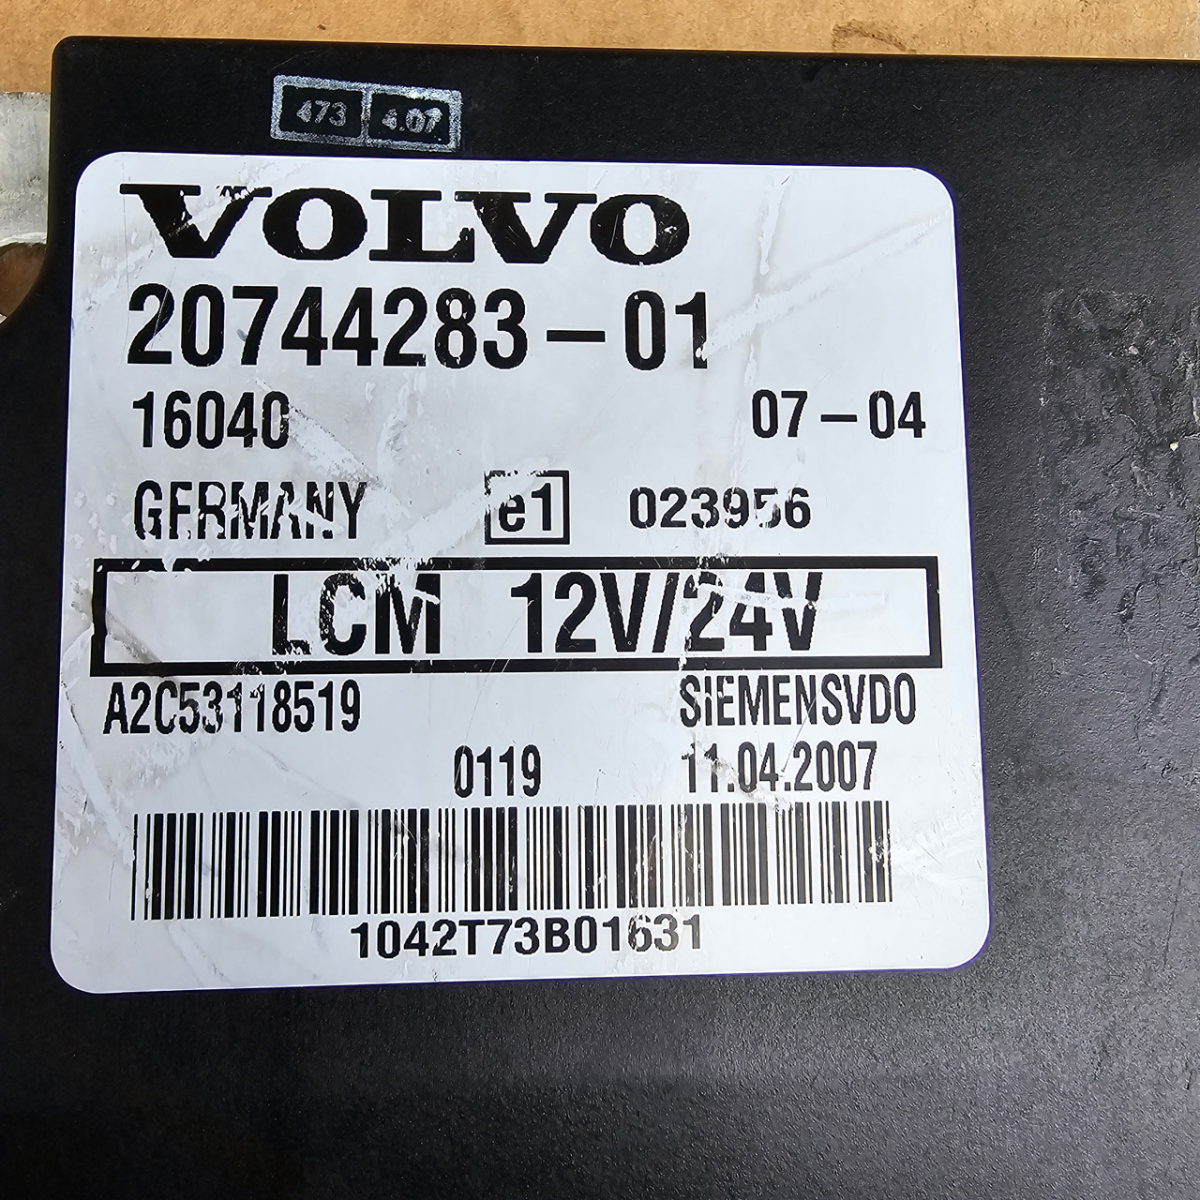 473 4.07
VOLVO
20744283-01
16040 07-04
GERMANY e1 023956
LCM 12V/24V
A2C53118519 SIEMENSVDO
0119 11.04.2007
1042T73B01631